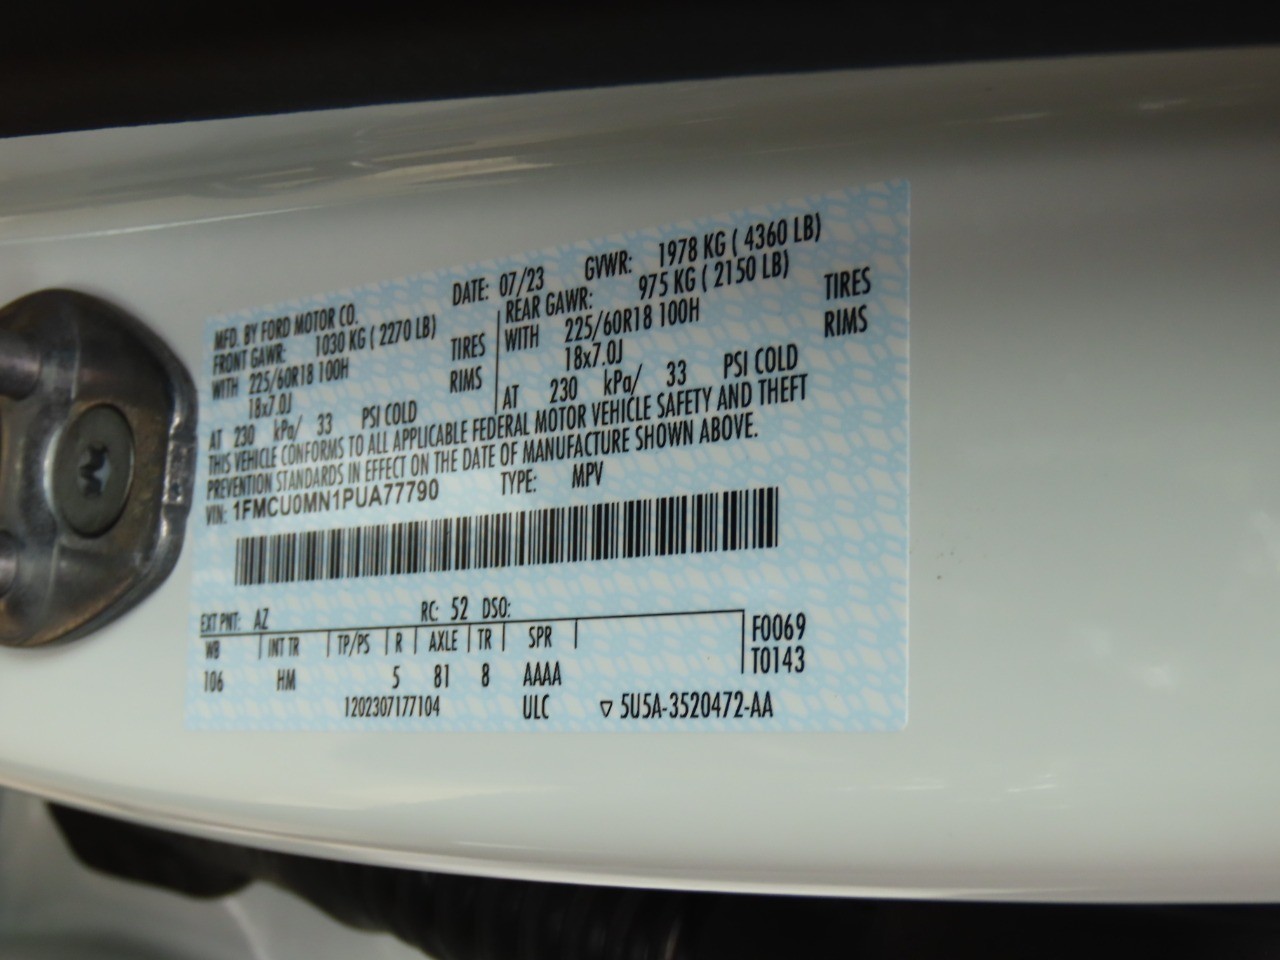 MFD. BY FORD MOTOR CO. DATE: 07/23 GVWR: 1978 KG ( 4360 LB)
FRONT GAWR: 1030 KG ( 2270 LB) REAR GAWR: 975 KG ( 2150 LB)
WITH 225/60R18 100H TIRES WITH 225/60R18 100H TIRES
18x7.0J RIMS 18x7.0J RIMS
AT 230 kPa/ 33 PSI COLD AT 230 kPa/ 33 PSI COLD
THIS VEHICLE CONFORMS TO ALL APPLICABLE FEDERAL MOTOR VEHICLE SAFETY AND THEFT
PREVENTION STANDARDS IN EFFECT ON THE DATE OF MANUFACTURE SHOWN ABOVE.
VIN: 1FMCU0MN1PUA77790 TYPE: MPV
EXT PNT: AZ RC: 52 DSO:
WB INT TR TP/PS R AXLE TR SPR F0069
106 HM 5 81 8 AAAA T0143
1202307177104 ULC ▽ 5U5A-3520472-AA